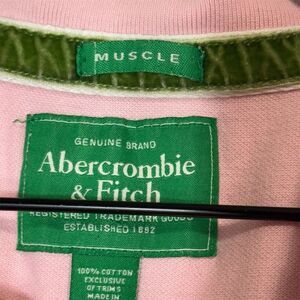 MUSCLE
GENUINE BRAND
Abercrombie
& Fitch
REGISTERED TRADEMARK GOODS
ESTABLISHED 1892
100% COTTON
EXCLUSIVE
OF TRIMS
MADE IN